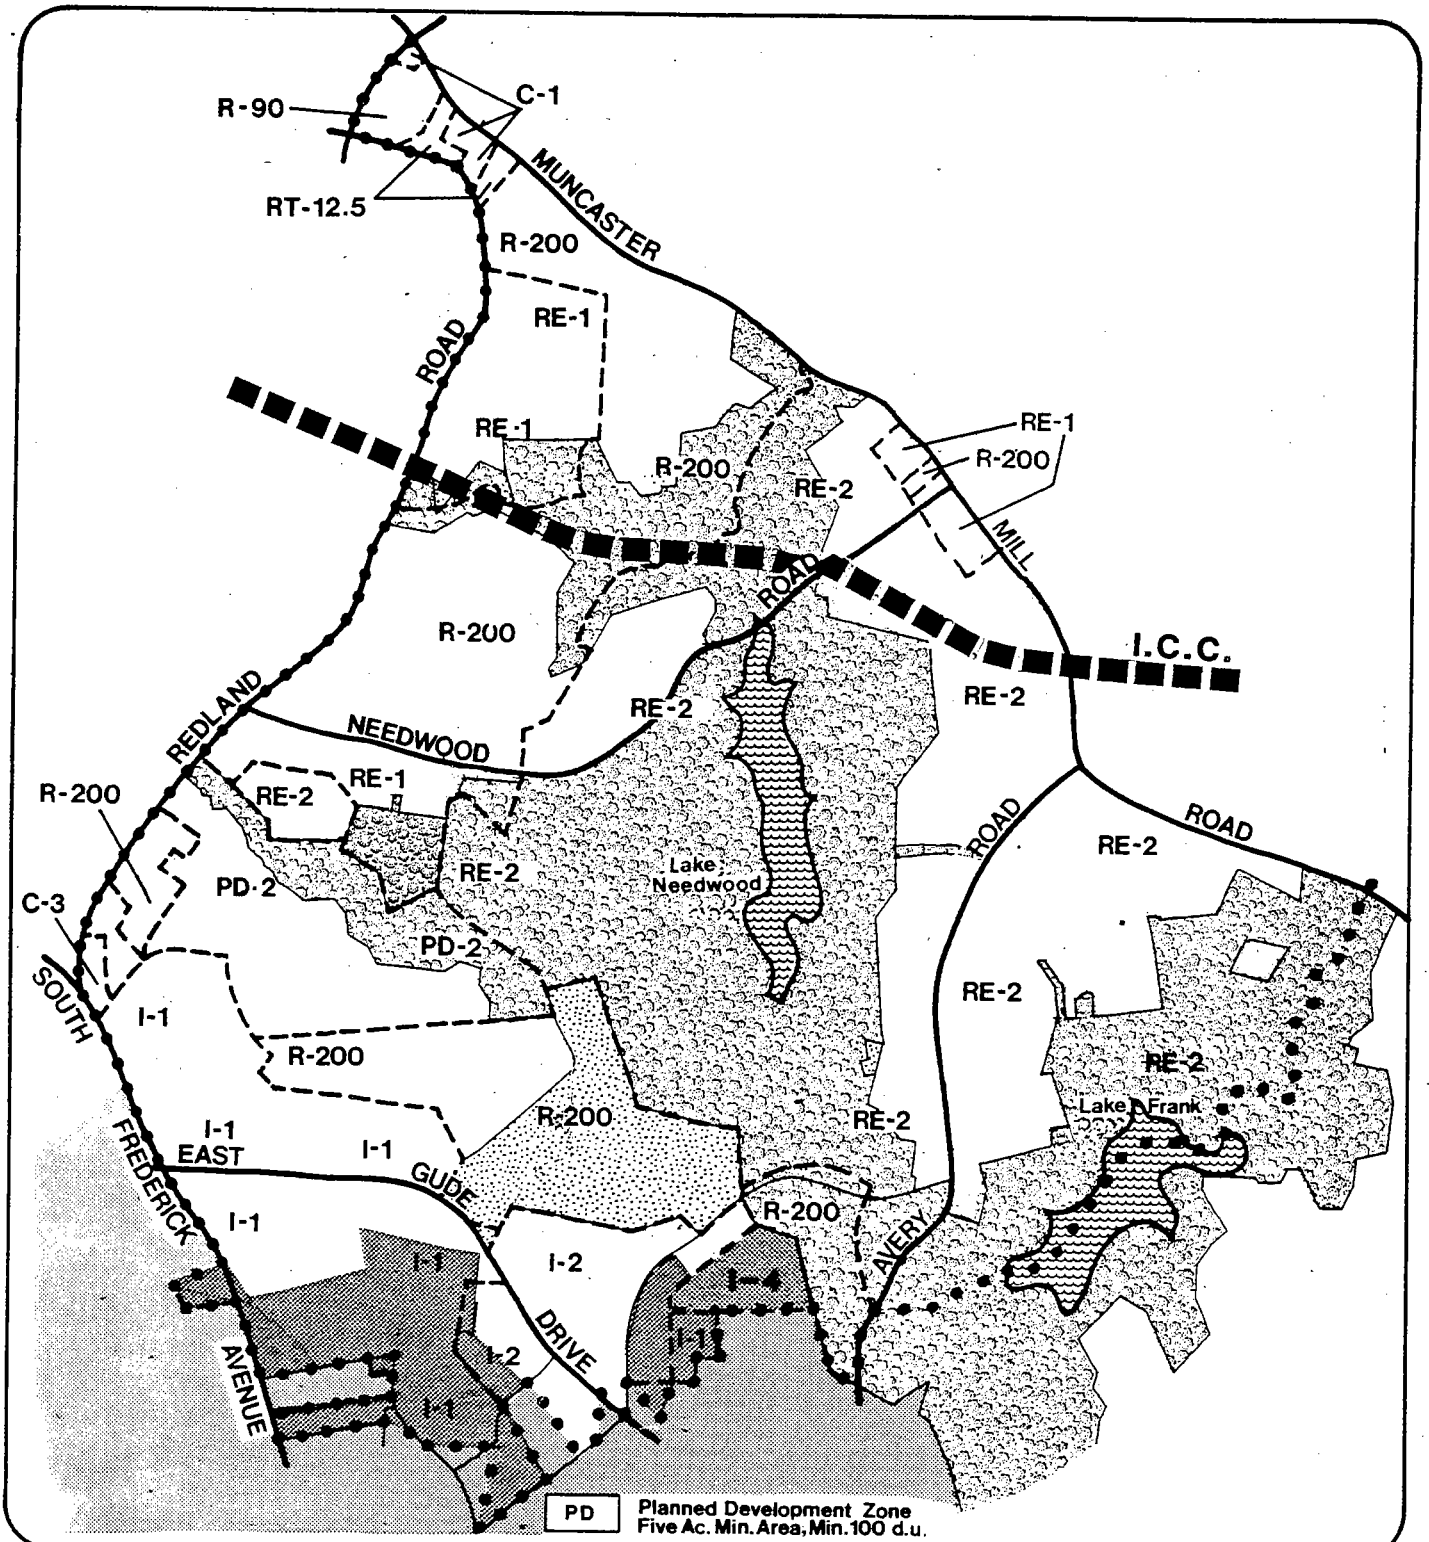 C-1
R-90
RT-12.5
MUNCASTER
R-200
RE-1
ROAD
RE-1
R-200
RE-2
RE-1
R-200
MILL
ROAD
R-200
I.C.C.
RE-2
REDLAND
RE-2
NEEDWOOD
R-200
RE-2
RE-1
ROAD
ROAD
RE-2
Lake
Needwood
RE-2
PD-2
C-3
PD-2
SOUTH
I-1
RE-2
R-200
RE-2
Lake Frank
R-200
RE-2
FREDERICK
I-1
EAST
I-1
GUDE
I-1
R-200
AVERY
I-1
I-2
I-4
DRIVE
I-1
I-2
AVENUE
I-1
PD
Planned Development Zone
Five Ac. Min. Area, Min. 100 d.u.